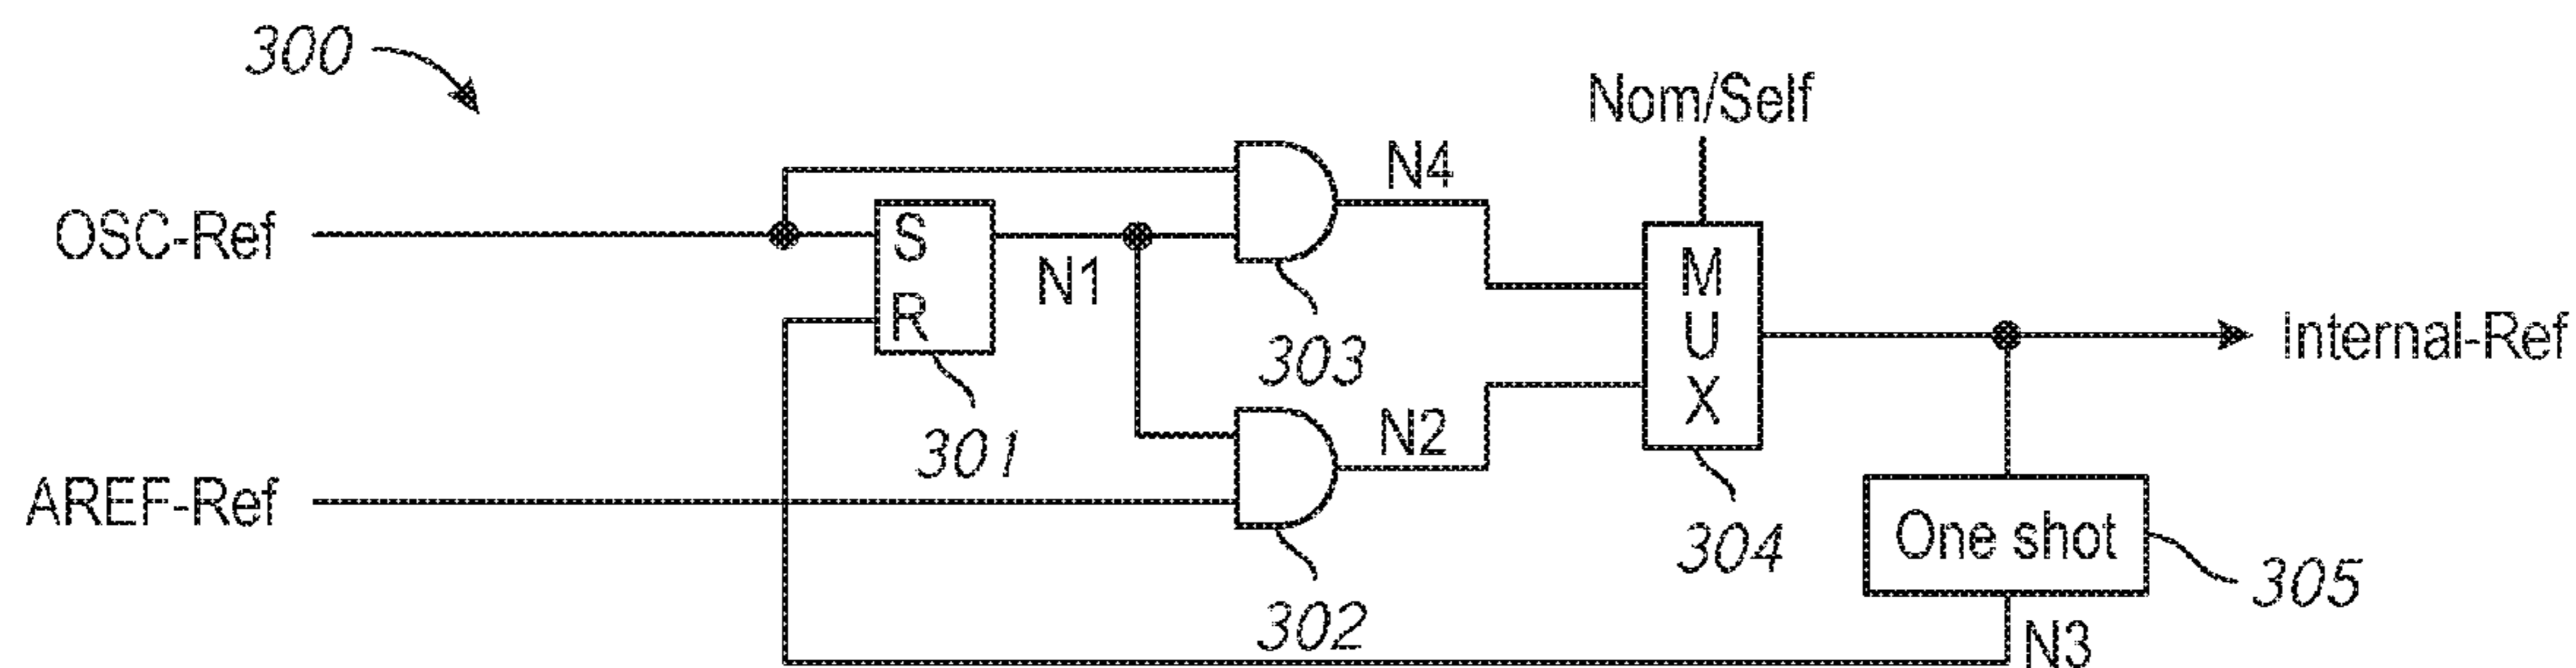 300
Nom/Self
N4
OSC-Ref
S
R
N1
303
M
U
X
Internal-Ref
301
N2
AREF-Ref
302
304
One shot
305
N3